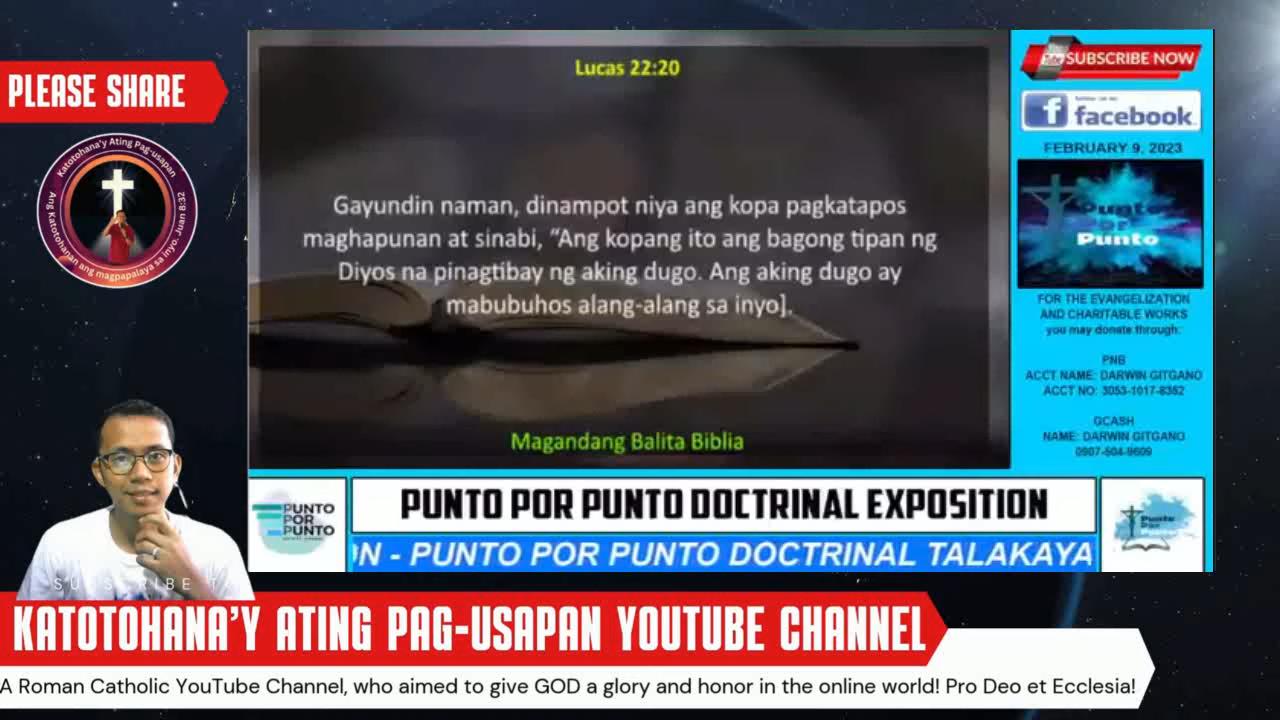 PLEASE SHARE
Katotohana'y Ating Pag-usapan
Ang Katotohan ang magpapalaya sa inyo. Juan 8:32
Lucas 22:20
Gayundin naman, dinampot niya ang kopa pagkatapos
maghapunan at sinabi, “Ang kopang ito ang bagong tipan ng
Diyos na pinagtibay ng aking dugo. Ang aking dugo ay
mabubuhos alang-alang sa inyo].
Magandang Balita Biblia
SUBSCRIBE NOW
facebook
FEBRUARY 9, 2023
Punto
Por
Punto
FOR THE EVANGELIZATION
AND CHARITABLE WORKS
you may donate through:
PNB
ACCT NAME: DARWIN GITGANO
ACCT NO: 3053-1017-8352
GCASH
NAME: DARWIN GITGANO
0907-504-9609
PUNTO
POR
PUNTO
PUNTO POR PUNTO DOCTRINAL EXPOSITION
N - PUNTO POR PUNTO DOCTRINAL TALAKAYA
Punto
Por
Punto
SUBSCRIBE TA
KATOTOHANA'Y ATING PAG-USAPAN YOUTUBE CHANNEL
A Roman Catholic YouTube Channel, who aimed to give GOD a glory and honor in the online world! Pro Deo et Ecclesia!